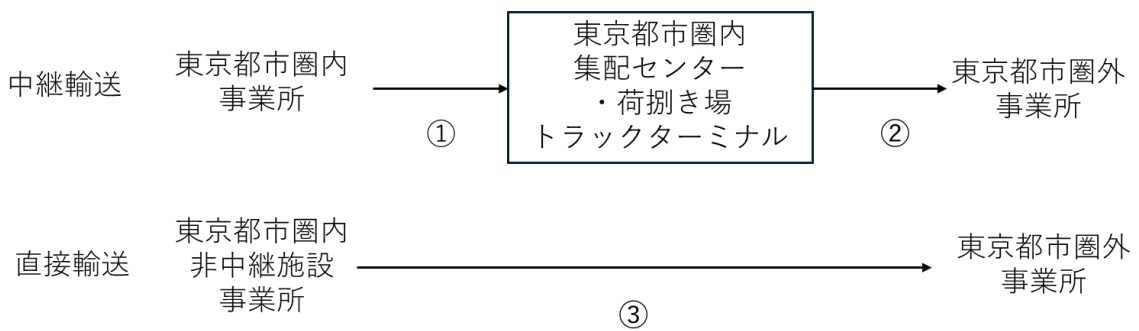 中継輸送
東京都市圏内
事業所
①
東京都市圏内
集配センター
・荷捌き場
トラックターミナル
②
東京都市圏外
事業所
直接輸送
東京都市圏内
非中継施設
事業所
③
東京都市圏外
事業所